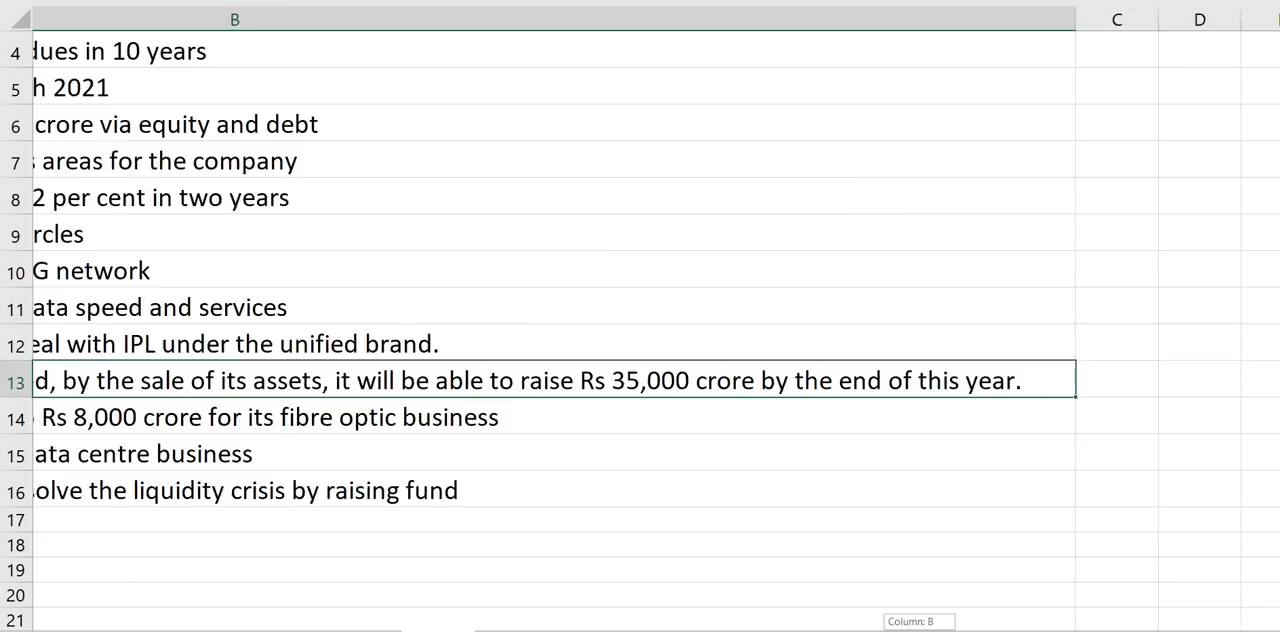 B C D
4 dues in 10 years
5 h 2021
6 crore via equity and debt
7 areas for the company
8 2 per cent in two years
9 rcles
10 G network
11 ata speed and services
12 eal with IPL under the unified brand.
13 d, by the sale of its assets, it will be able to raise Rs 35,000 crore by the end of this year.
14 Rs 8,000 crore for its fibre optic business
15 ata centre business
16 olve the liquidity crisis by raising fund
17
18
19
20
21
Column: B